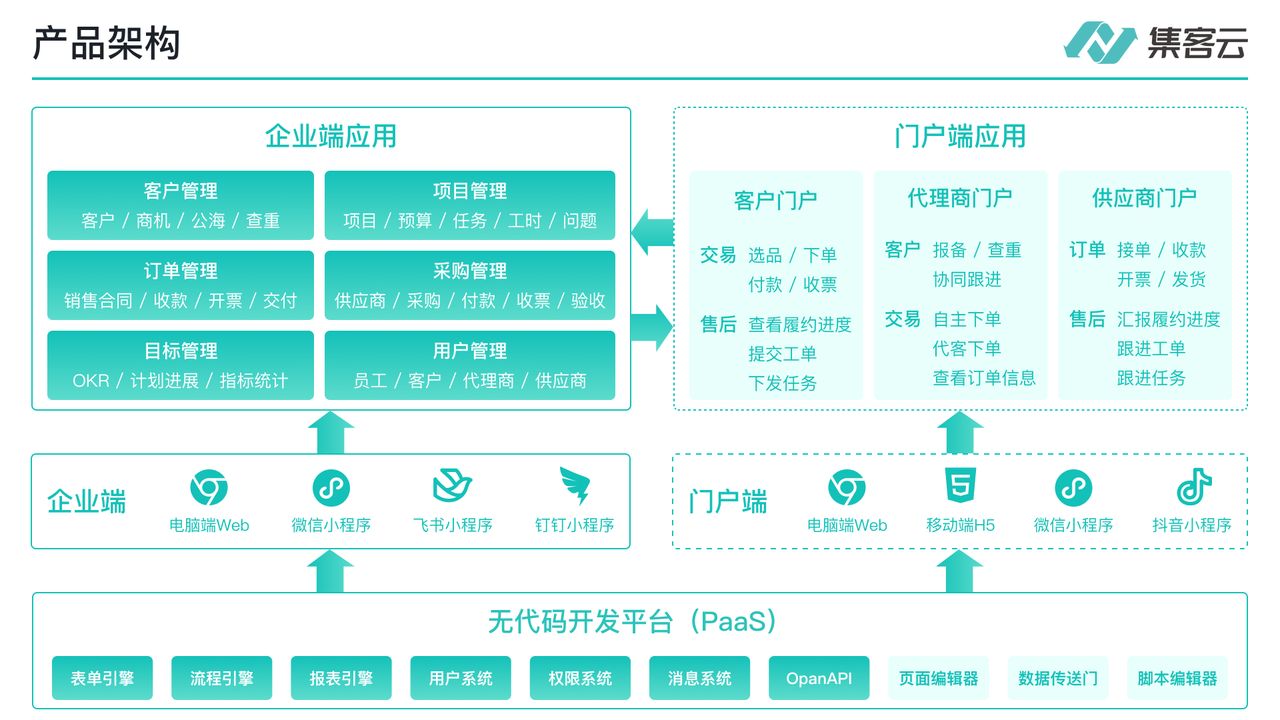 产品架构
集客云
企业端应用
客户管理
客户 / 商机 / 公海 / 查重
项目管理
项目 / 预算 / 任务 / 工时 / 问题
订单管理
销售合同 / 收款 / 开票 / 交付
采购管理
供应商 / 采购 / 付款 / 收票 / 验收
目标管理
OKR / 计划进展 / 指标统计
用户管理
员工 / 客户 / 代理商 / 供应商
门户端应用
客户门户
交易 选品 / 下单
付款 / 收票
售后 查看履约进度
提交工单
下发任务
代理商门户
客户 报备 / 查重
协同跟进
交易 自主下单
代客下单
查看订单信息
供应商门户
订单 接单 / 收款
开票 / 发货
售后 汇报履约进度
跟进工单
跟进任务
企业端
电脑端Web
微信小程序
飞书小程序
钉钉小程序
门户端
电脑端Web
移动端H5
微信小程序
抖音小程序
无代码开发平台（PaaS）
表单引擎
流程引擎
报表引擎
用户系统
权限系统
消息系统
OpanAPI
页面编辑器
数据传送门
脚本编辑器